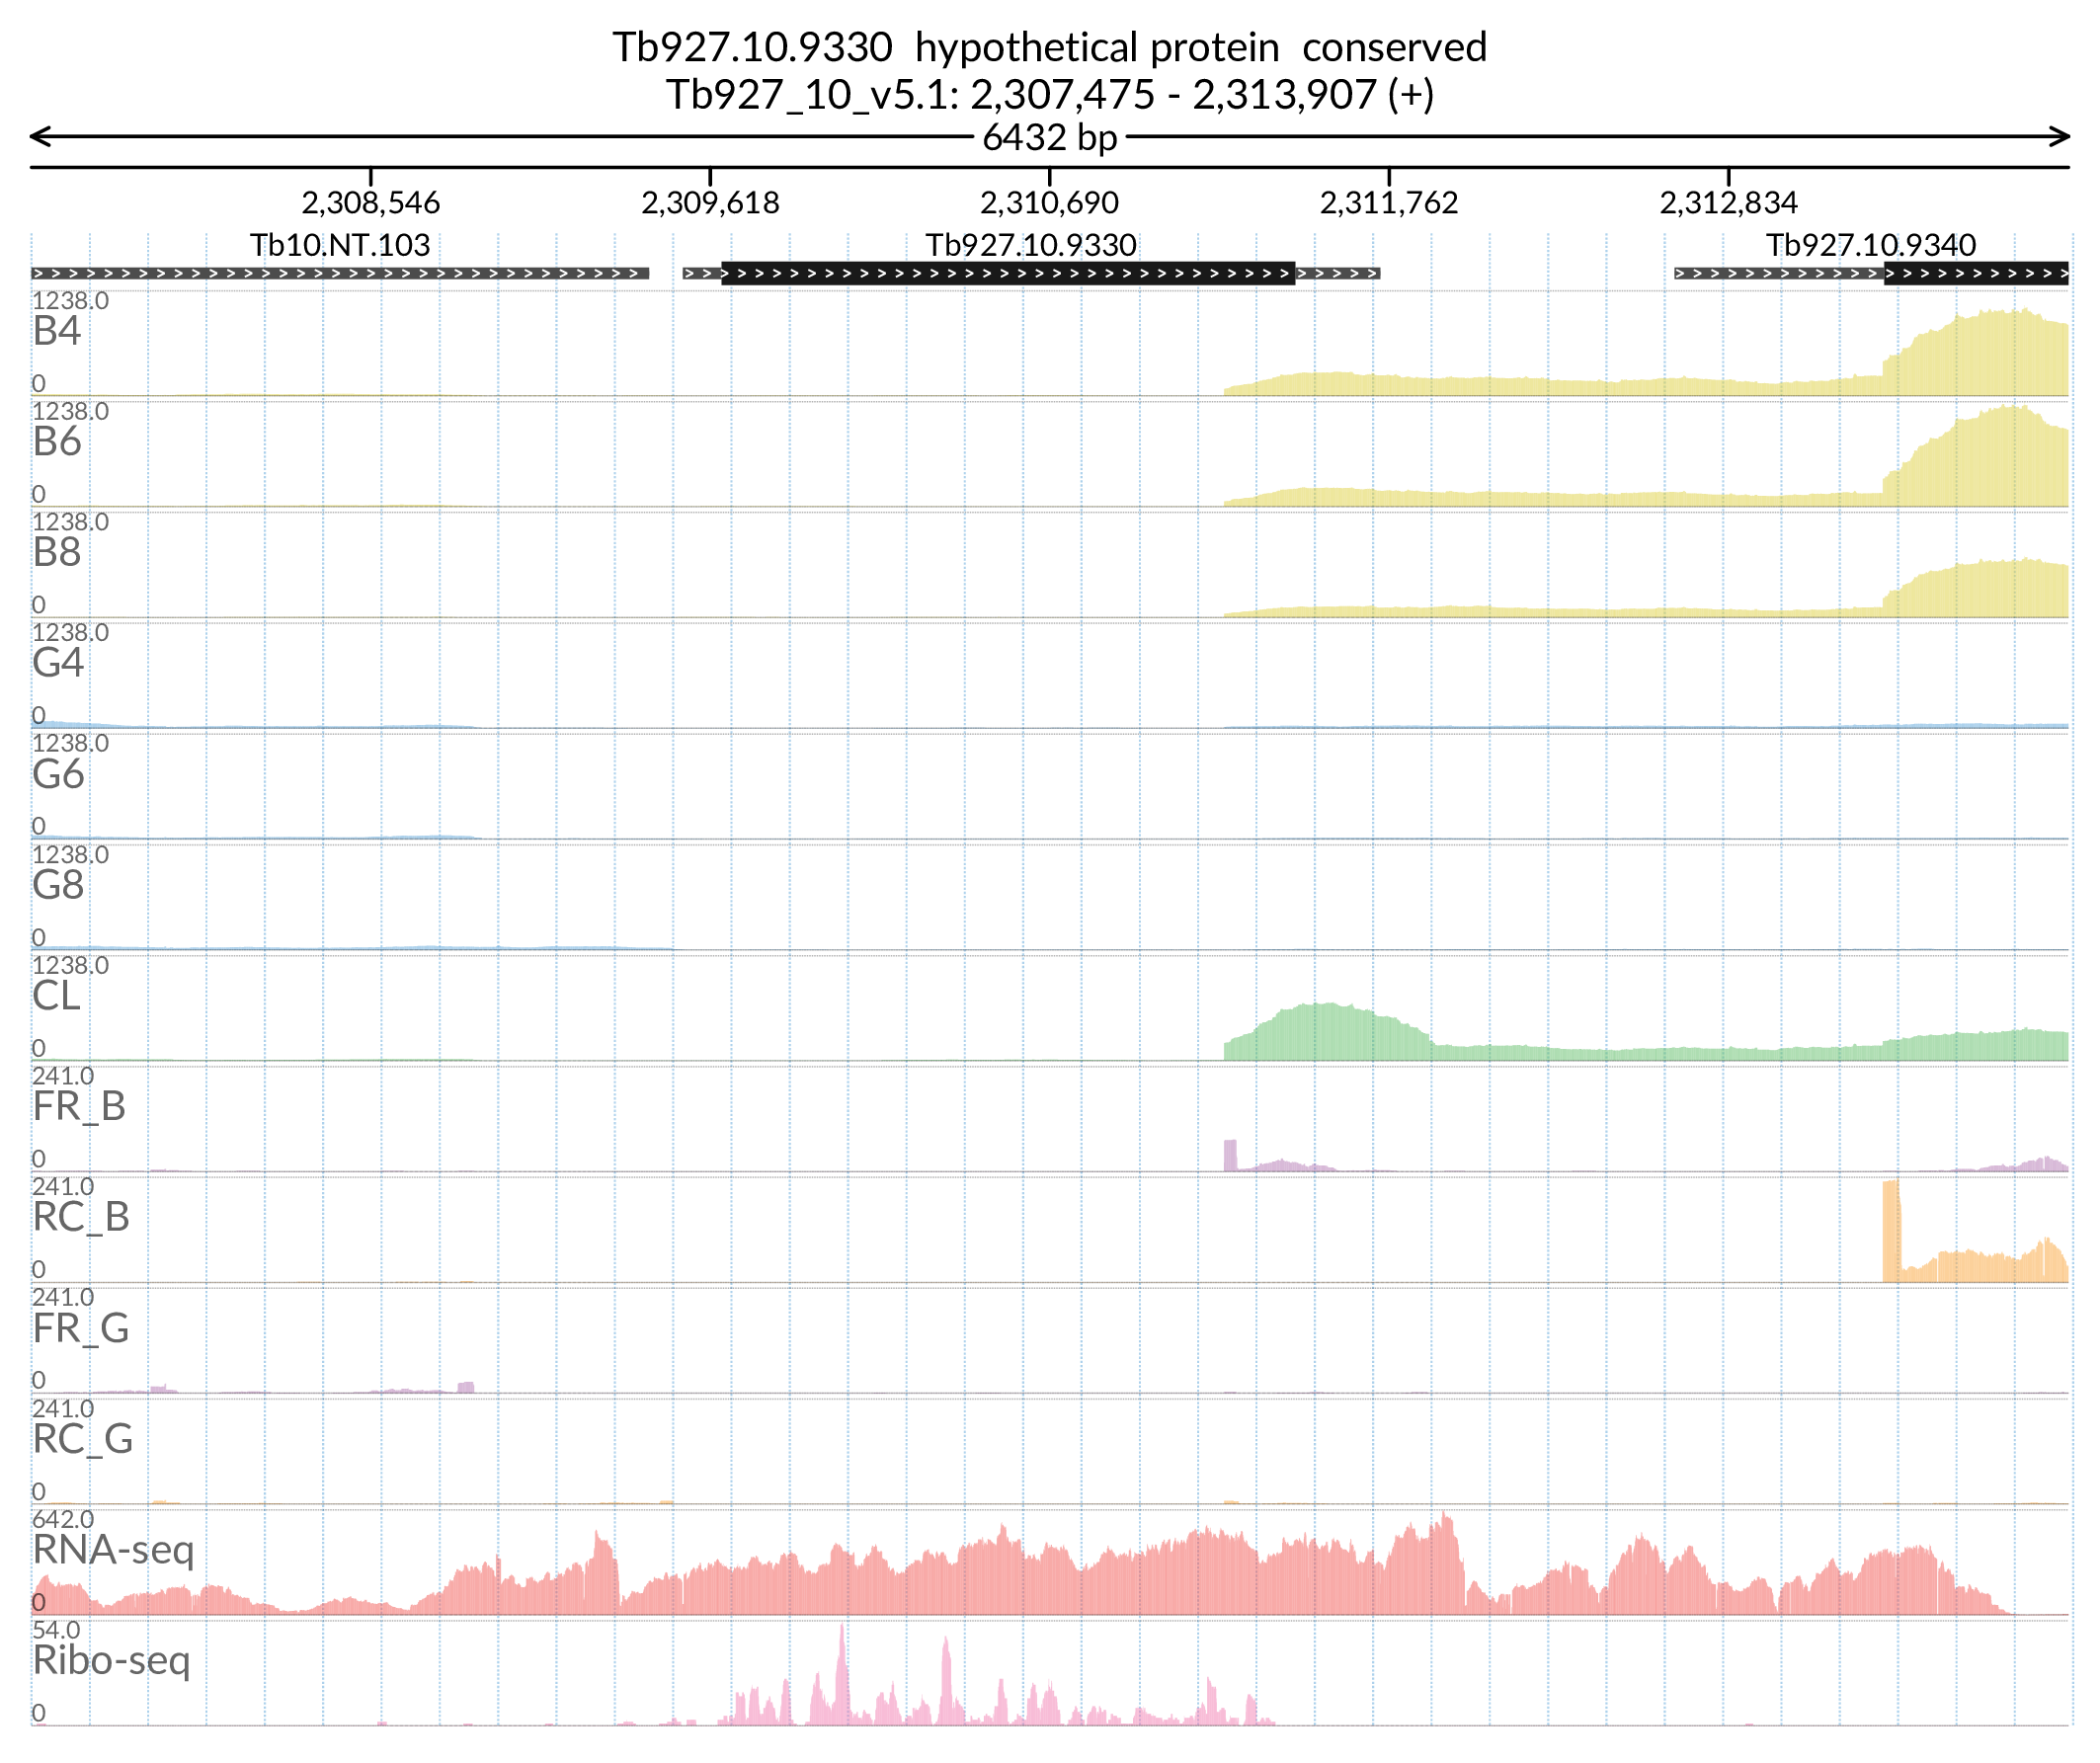 Tb927.10.9330 hypothetical protein conserved
Tb927_10_v5.1: 2,307,475 - 2,313,907 (+)
6432 bp
2,308,546 2,309,618 2,310,690 2,311,762 2,312,834
Tb10.NT.103 Tb927.10.9330 Tb927.10.9340
1238.0
B4
0
1238.0
B6
0
1238.0
B8
0
1238.0
G4
0
1238.0
G6
0
1238.0
G8
0
1238.0
CL
0
241.0
FR_B
0
241.0
RC_B
0
241.0
FR_G
0
241.0
RC_G
0
642.0
RNA-seq
0
54.0
Ribo-seq
0